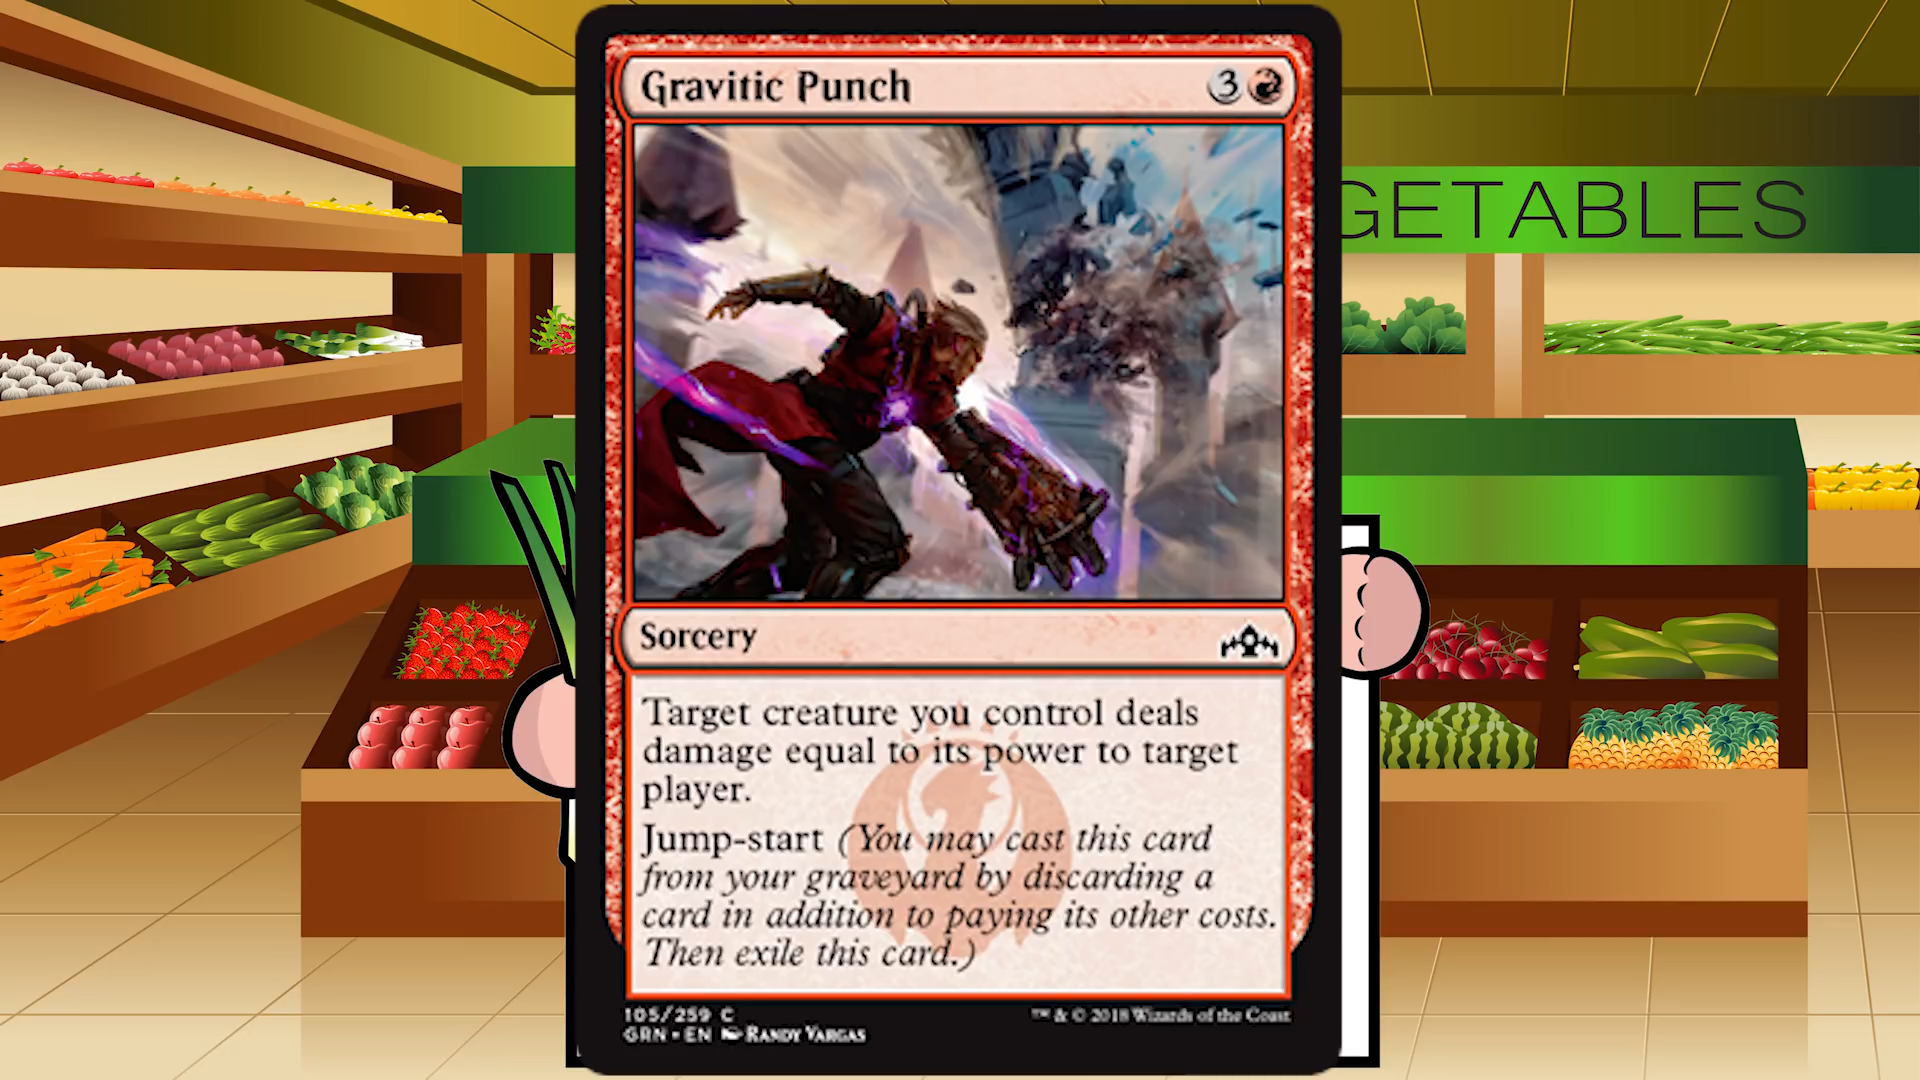 Gravitic Punch 3
GETABLES
Sorcery
Target creature you control deals
damage equal to its power to target
player.
Jump-start (You may cast this card
from your graveyard by discarding a
card in addition to paying its other costs.
Then exile this card.)
105/259 C
GRN • EN Randy Vargas
™ & © 2018 Wizards of the Coast